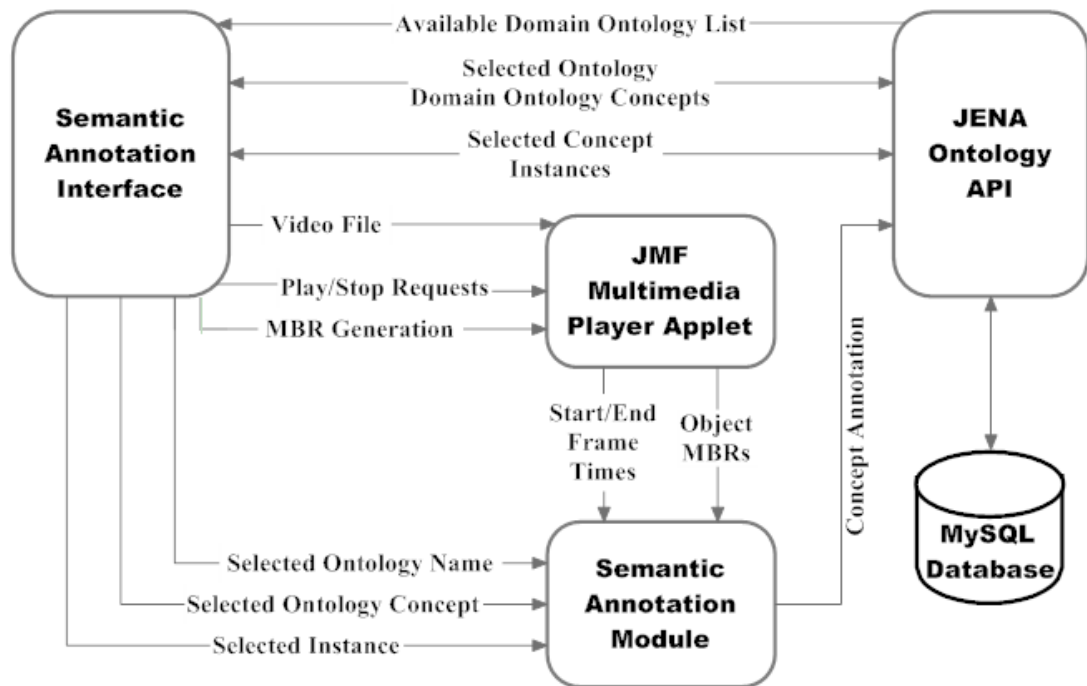 Available Domain Ontology List
Selected Ontology
Domain Ontology Concepts
Selected Concept
Instances
Semantic
Annotation
Interface
JENA
Ontology
API
Video File
Play/Stop Requests
MBR Generation
JMF
Multimedia
Player Applet
Start/End
Frame
Times
Object
MBRs
Concept Annotation
MySQL
Database
Selected Ontology Name
Selected Ontology Concept
Selected Instance
Semantic
Annotation
Module